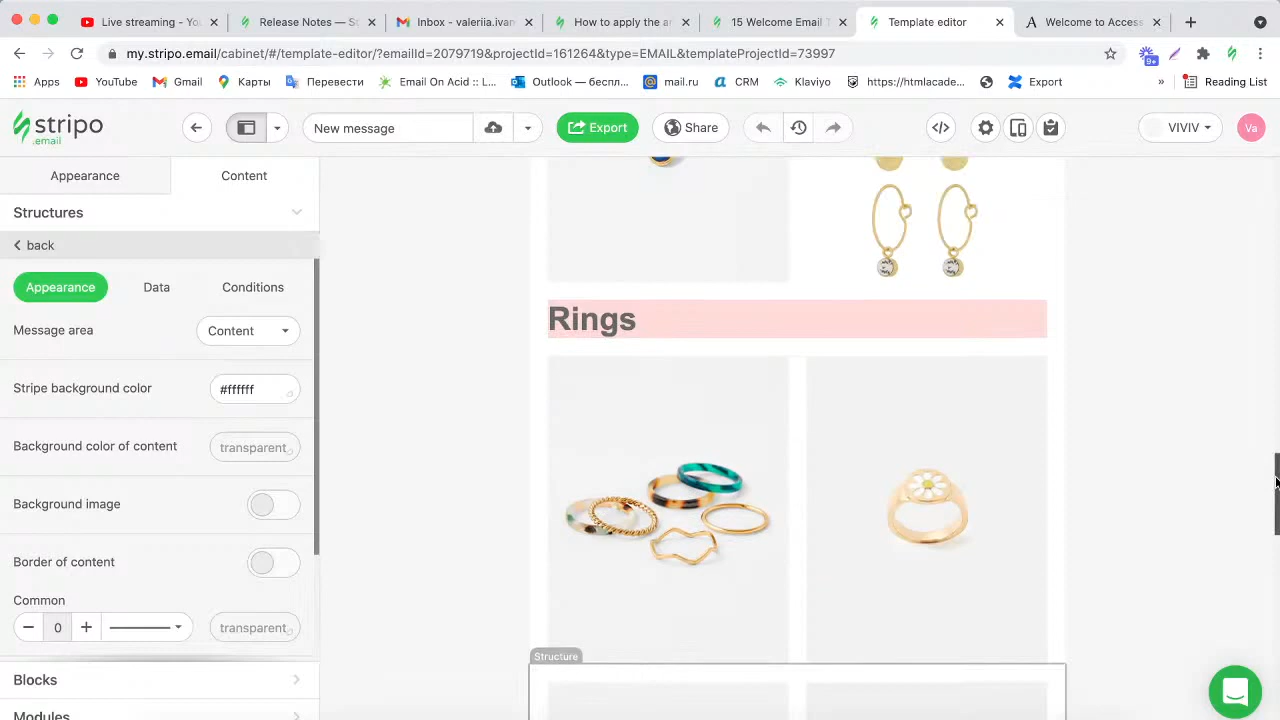 Live streaming - Yo
Release Notes — Sc
Inbox - valeriia.ivan
How to apply the ar
15 Welcome Email T
Template editor
Welcome to Access
my.stripo.email/cabinet/#/template-editor/?emailId=2079719&projectId=161264&type=EMAIL&templateProjectId=73997
9+
Apps
YouTube
Gmail
Карты
Перевести
Email On Acid :: L...
Outlook — беспл...
mail.ru
CRM
Klaviyo
https://htmlacade...
Export
»
Reading List
stripo
.email
New message
Export
Share
VIVIV
Va
Appearance
Content
Structures
back
Appearance
Data
Conditions
Message area
Content
Stripe background color
#ffffff
Background color of content
transparent
Background image
Border of content
Common
0
transparent
Blocks
Modules
Rings
Structure